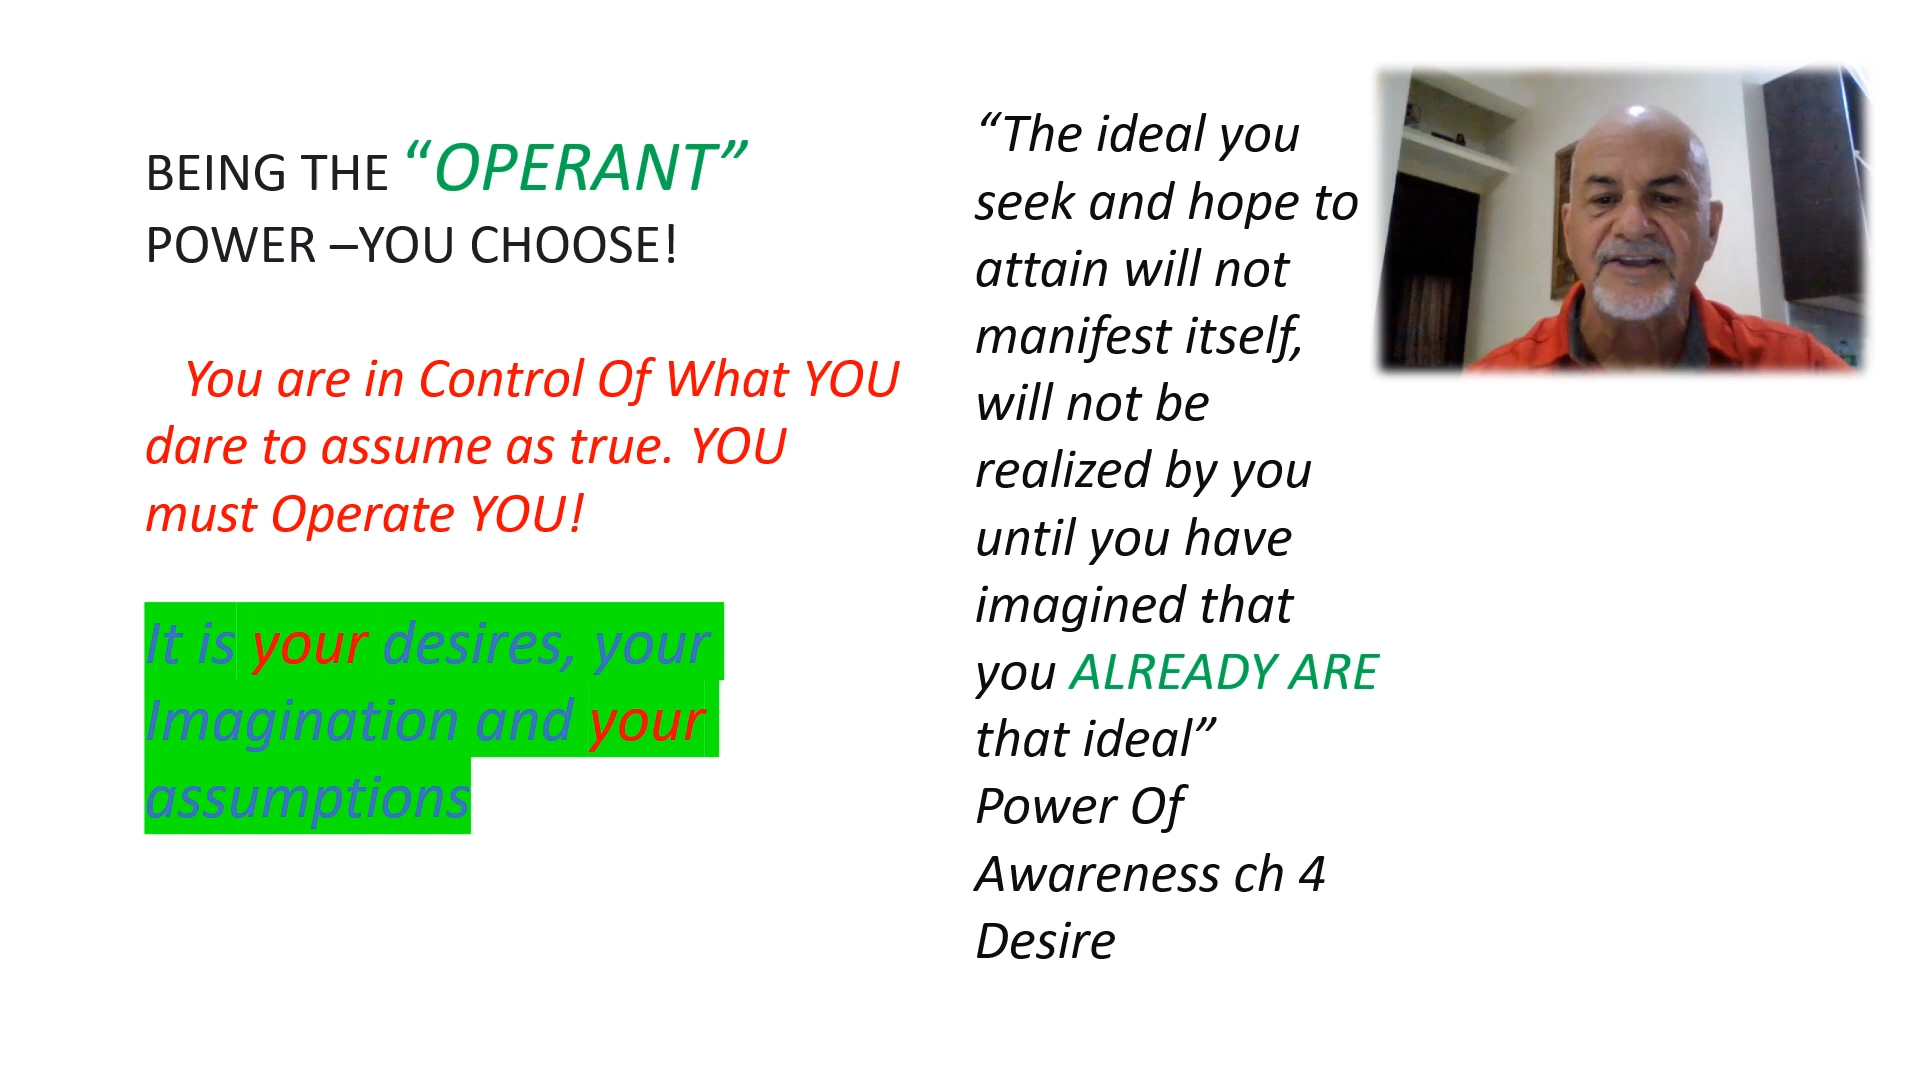 BEING THE “OPERANT”
POWER –YOU CHOOSE!
You are in Control Of What YOU
dare to assume as true. YOU
must Operate YOU!
It is your desires, your
Imagination and your
assumptions
“The ideal you
seek and hope to
attain will not
manifest itself,
will not be
realized by you
until you have
imagined that
you ALREADY ARE
that ideal”
Power Of
Awareness ch 4
Desire